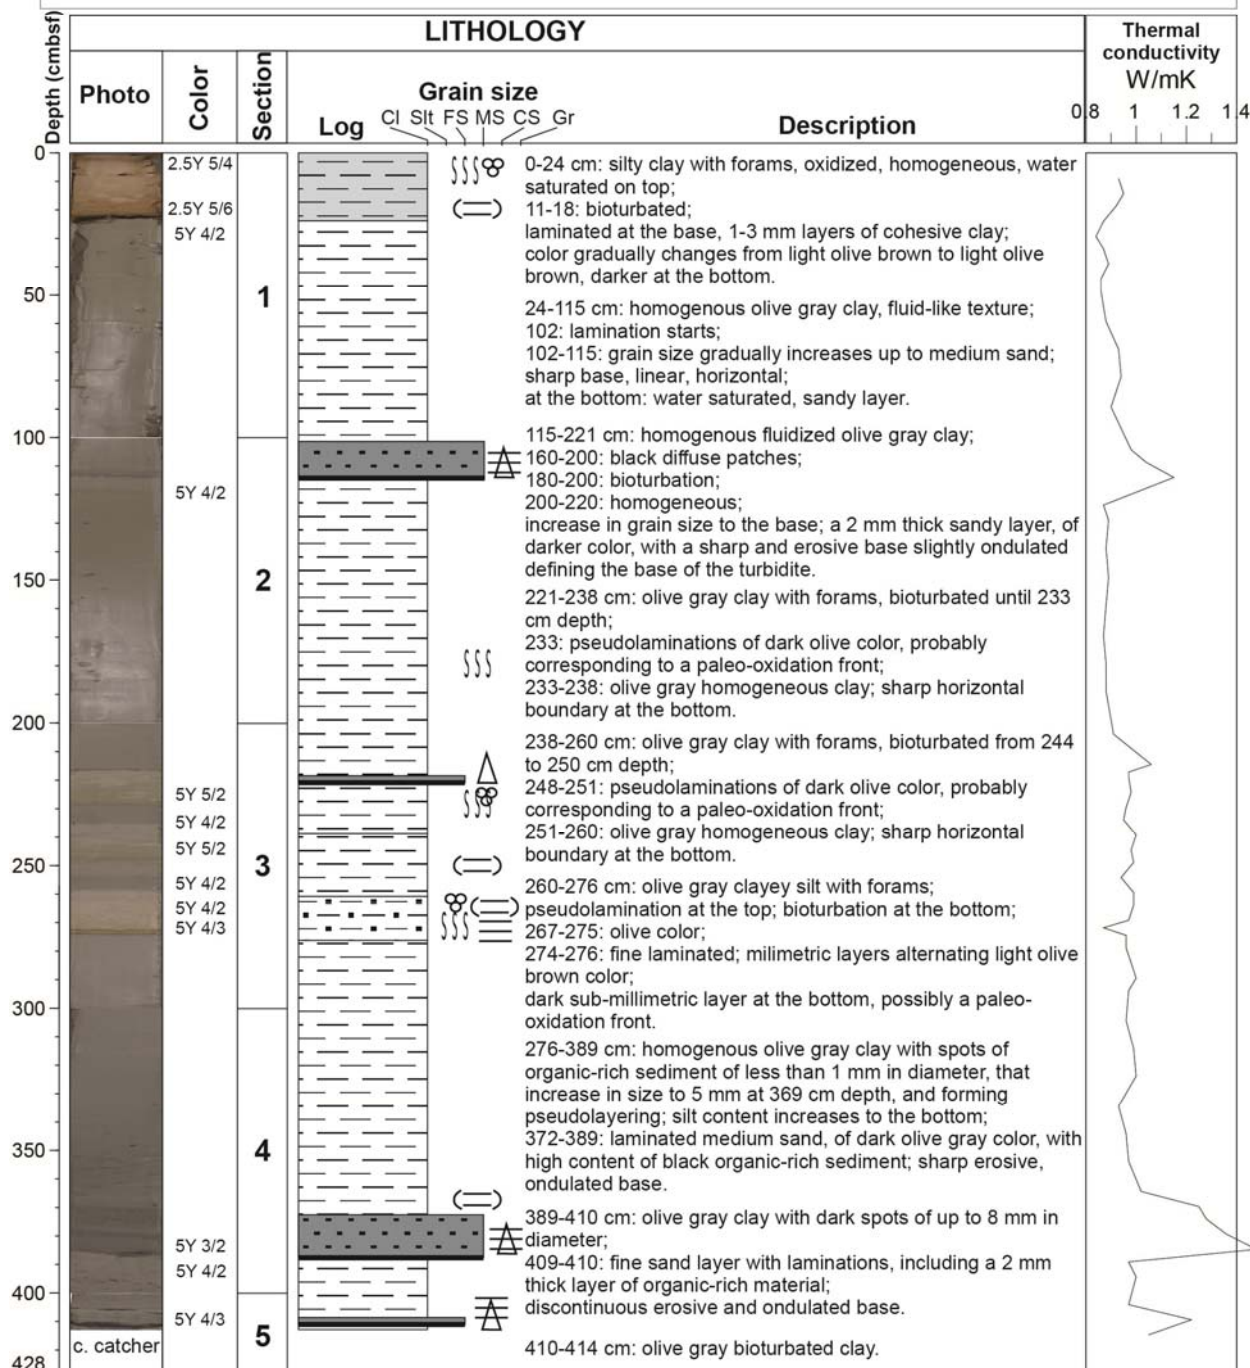 LITHOLOGY
Thermal
conductivity
W/mK
0.8 1 1.2 1.4
Depth (cmbsf)
Photo
Color
Section
Log
Grain size
Cl Slt FS MS CS Gr
Description
0
50
100
150
200
250
300
350
400
428
c. catcher
2.5Y 5/4
2.5Y 5/6
5Y 4/2
5Y 4/2
5Y 5/2
5Y 4/2
5Y 5/2
5Y 4/2
5Y 4/2
5Y 4/3
5Y 3/2
5Y 4/2
5Y 4/3
1
2
3
4
5
0-24 cm: silty clay with forams, oxidized, homogeneous, water
saturated on top;
11-18: bioturbated;
laminated at the base, 1-3 mm layers of cohesive clay;
color gradually changes from light olive brown to light olive
brown, darker at the bottom.
24-115 cm: homogenous olive gray clay, fluid-like texture;
102: lamination starts;
102-115: grain size gradually increases up to medium sand;
sharp base, linear, horizontal;
at the bottom: water saturated, sandy layer.
115-221 cm: homogenous fluidized olive gray clay;
160-200: black diffuse patches;
180-200: bioturbation;
200-220: homogeneous;
increase in grain size to the base; a 2 mm thick sandy layer, of
darker color, with a sharp and erosive base slightly ondulated
defining the base of the turbidite.
221-238 cm: olive gray clay with forams, bioturbated until 233
cm depth;
233: pseudolaminations of dark olive color, probably
corresponding to a paleo-oxidation front;
233-238: olive gray homogeneous clay; sharp horizontal
boundary at the bottom.
238-260 cm: olive gray clay with forams, bioturbated from 244
to 250 cm depth;
248-251: pseudolaminations of dark olive color, probably
corresponding to a paleo-oxidation front;
251-260: olive gray homogeneous clay; sharp horizontal
boundary at the bottom.
260-276 cm: olive gray clayey silt with forams;
pseudolamination at the top; bioturbation at the bottom;
267-275: olive color;
274-276: fine laminated; milimetric layers alternating light olive
brown color;
dark sub-millimetric layer at the bottom, possibly a paleo-
oxidation front.
276-389 cm: homogenous olive gray clay with spots of
organic-rich sediment of less than 1 mm in diameter, that
increase in size to 5 mm at 369 cm depth, and forming
pseudolayering; silt content increases to the bottom;
372-389: laminated medium sand, of dark olive gray color, with
high content of black organic-rich sediment; sharp erosive,
ondulated base.
389-410 cm: olive gray clay with dark spots of up to 8 mm in
diameter;
409-410: fine sand layer with laminations, including a 2 mm
thick layer of organic-rich material;
discontinuous erosive and ondulated base.
410-414 cm: olive gray bioturbated clay.